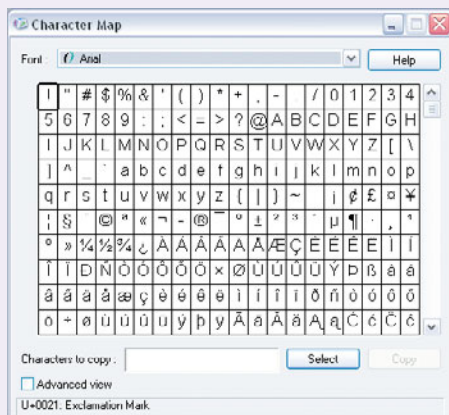 Character Map
Font : Arial Help
! " # $ % & ' ( ) * + , - . / 0 1 2 3 4
5 6 7 8 9 : ; < = > ? @ A B C D E F G H
I J K L M N O P Q R S T U V W X Y Z [ \
] ^ _ ` a b c d e f g h i j k l m n o p
q r s t u v w x y z { | } ~ ¡ ¢ £ ¤ ¥
¦ § ¨ © ª « ¬ - ® ¯ ° ± ² ³ ´ µ ¶ · ¸ ¹
º » ¼ ½ ¾ ¿ À Á Â Ã Ä Å Æ Ç È É Ê Ë Ì Í
Î Ï Ð Ñ Ò Ó Ô Õ Ö × Ø Ù Ú Û Ü Ý Þ ß à á
â ã ä å æ ç è é ê ë ì í î ï ð ñ ò ó ô õ
ö ÷ ø ù ú û ü ý þ ÿ Ā ā Ă ă Ą ą Ć ć Ĉ ĉ
Characters to copy : Select Copy
Advanced view
U+0021: Exclamation Mark